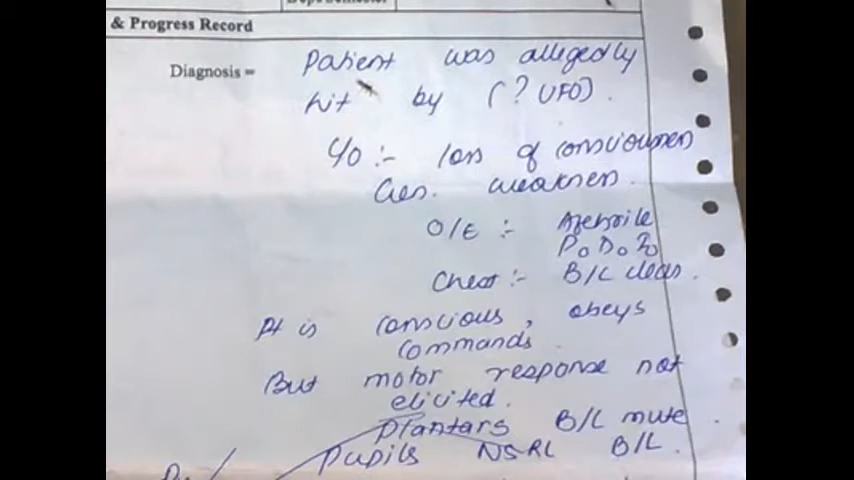 & Progress Record
Diagnosis =
Patient was allegedly
hit by (? UFO).
C/o :- loss of consciousness
Gen. weakness.
O/E :- Afebrile
P₀ I₀
Chest :- B/L clear.
Pt is conscious, obeys
commands
But motor response not
elicited.
Plantars B/L mute
Pupils NSRL B/L.